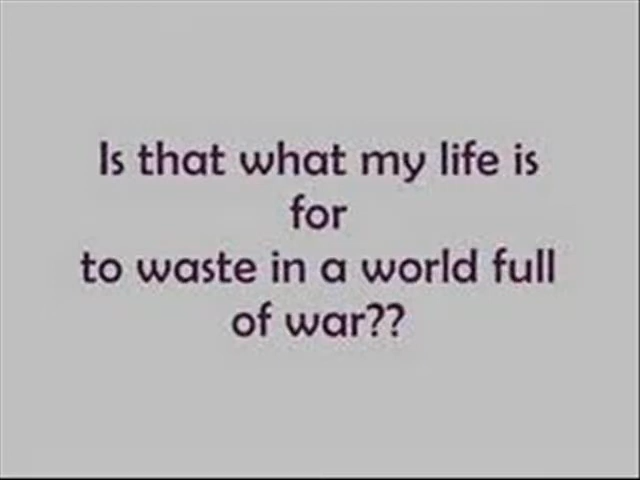 Is that what my life is
for
to waste in a world full
of war??